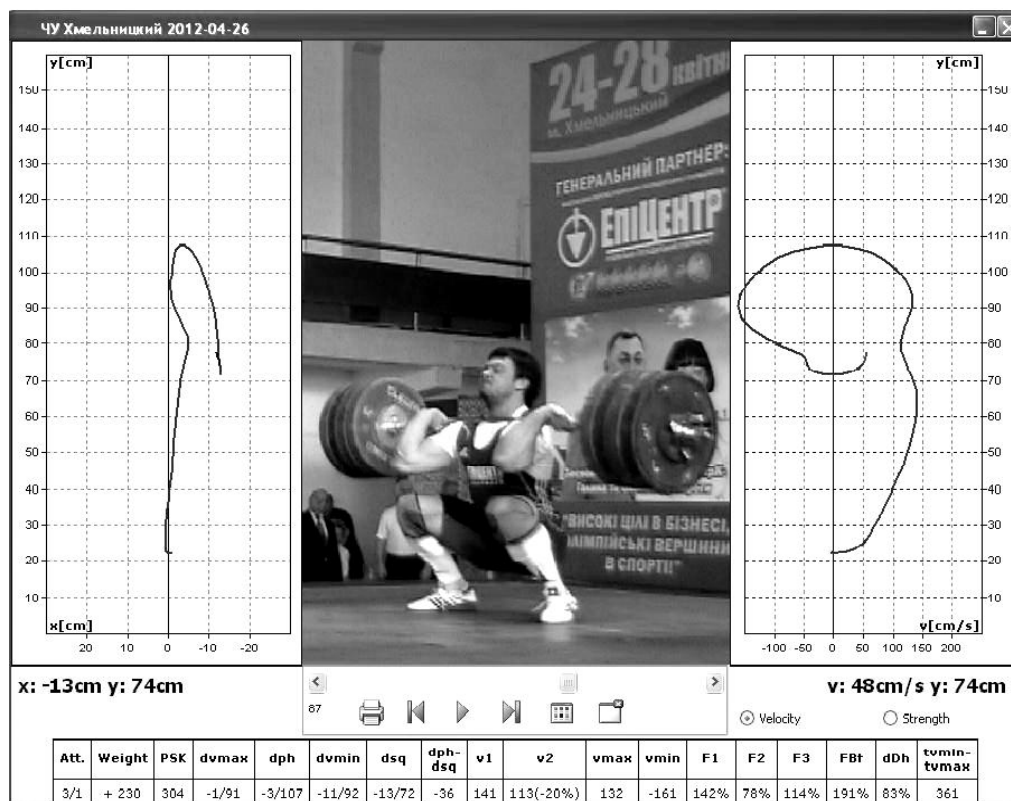 ЧУ Хмельницкий 2012-04-26
y[cm]
150
140
130
120
110
100
90
80
70
60
50
40
30
20
10
x[cm]
20 10 0 -10 -20
24-28 КВІТНЯ
м. Хмельницький
ГЕНЕРАЛЬНИЙ ПАРТНЕР:
ЕПІЦЕНТР
"ВИСОКІ ЦІЛІ В БІЗНЕСІ,
ОЛІМПІЙСЬКІ ВЕРШИНИ
В СПОРТІ!"
y[cm]
150
140
130
120
110
100
90
80
70
60
50
40
30
20
10
v[cm/s]
-100 -50 0 50 100 150 200
x: -13cm y: 74cm
87
v: 48cm/s y: 74cm
Velocity Strength
Att. Weight PSK dvmax dph dvmin dsq dph-dsq v1 v2 vmax vmin F1 F2 F3 FBt dDh tvmin-tvmax
3/1 + 230 304 -1/91 -3/107 -11/92 -13/72 -36 141 113(-20%) 132 -161 142% 78% 114% 191% 83% 361